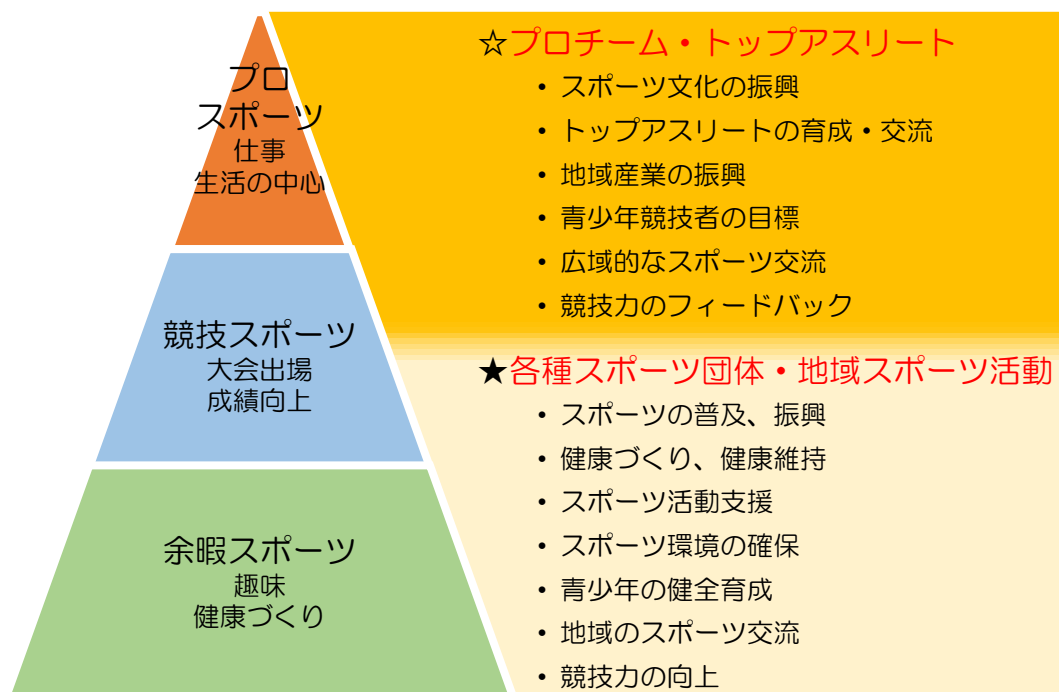 プロ
スポーツ
仕事
生活の中心
競技スポーツ
大会出場
成績向上
余暇スポーツ
趣味
健康づくり
☆プロチーム・トップアスリート
• スポーツ文化の振興
• トップアスリートの育成・交流
• 地域産業の振興
• 青少年競技者の目標
• 広域的なスポーツ交流
• 競技力のフィードバック
★各種スポーツ団体・地域スポーツ活動
• スポーツの普及、振興
• 健康づくり、健康維持
• スポーツ活動支援
• スポーツ環境の確保
• 青少年の健全育成
• 地域のスポーツ交流
• 競技力の向上